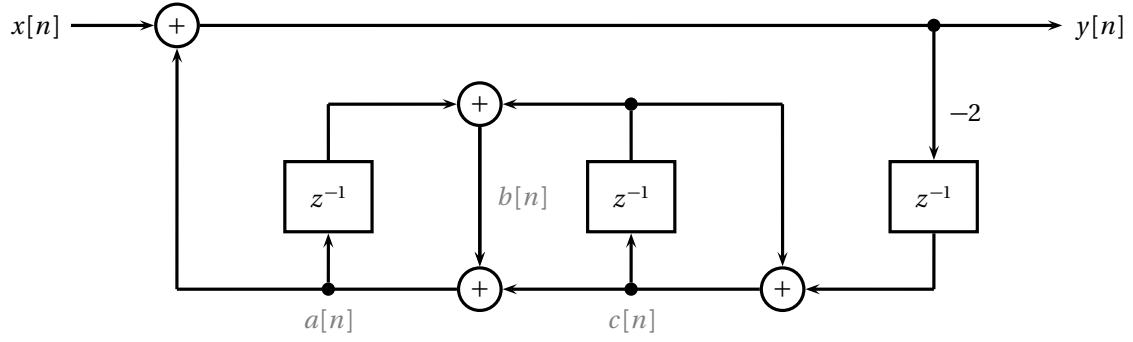 x[n] + y[n]
+ −2
z⁻¹ b[n] z⁻¹ z⁻¹
+ +
a[n] c[n]